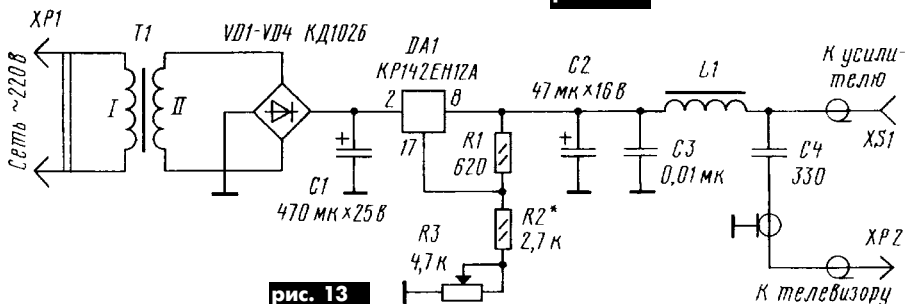 XP1
T1
VD1-VD4 КД102Б
DA1
КР142ЕН12А
2
8
17
C2
47 мк×16 В
L1
К усили-
телю
XS1
Сеть ~220В
I
II
+
C1
470 мк×25В
R1
620
+
C3
0,01 мк
C4
330
R2*
2,7 к
R3
4,7 к
XP2
К телевизору
рис. 13